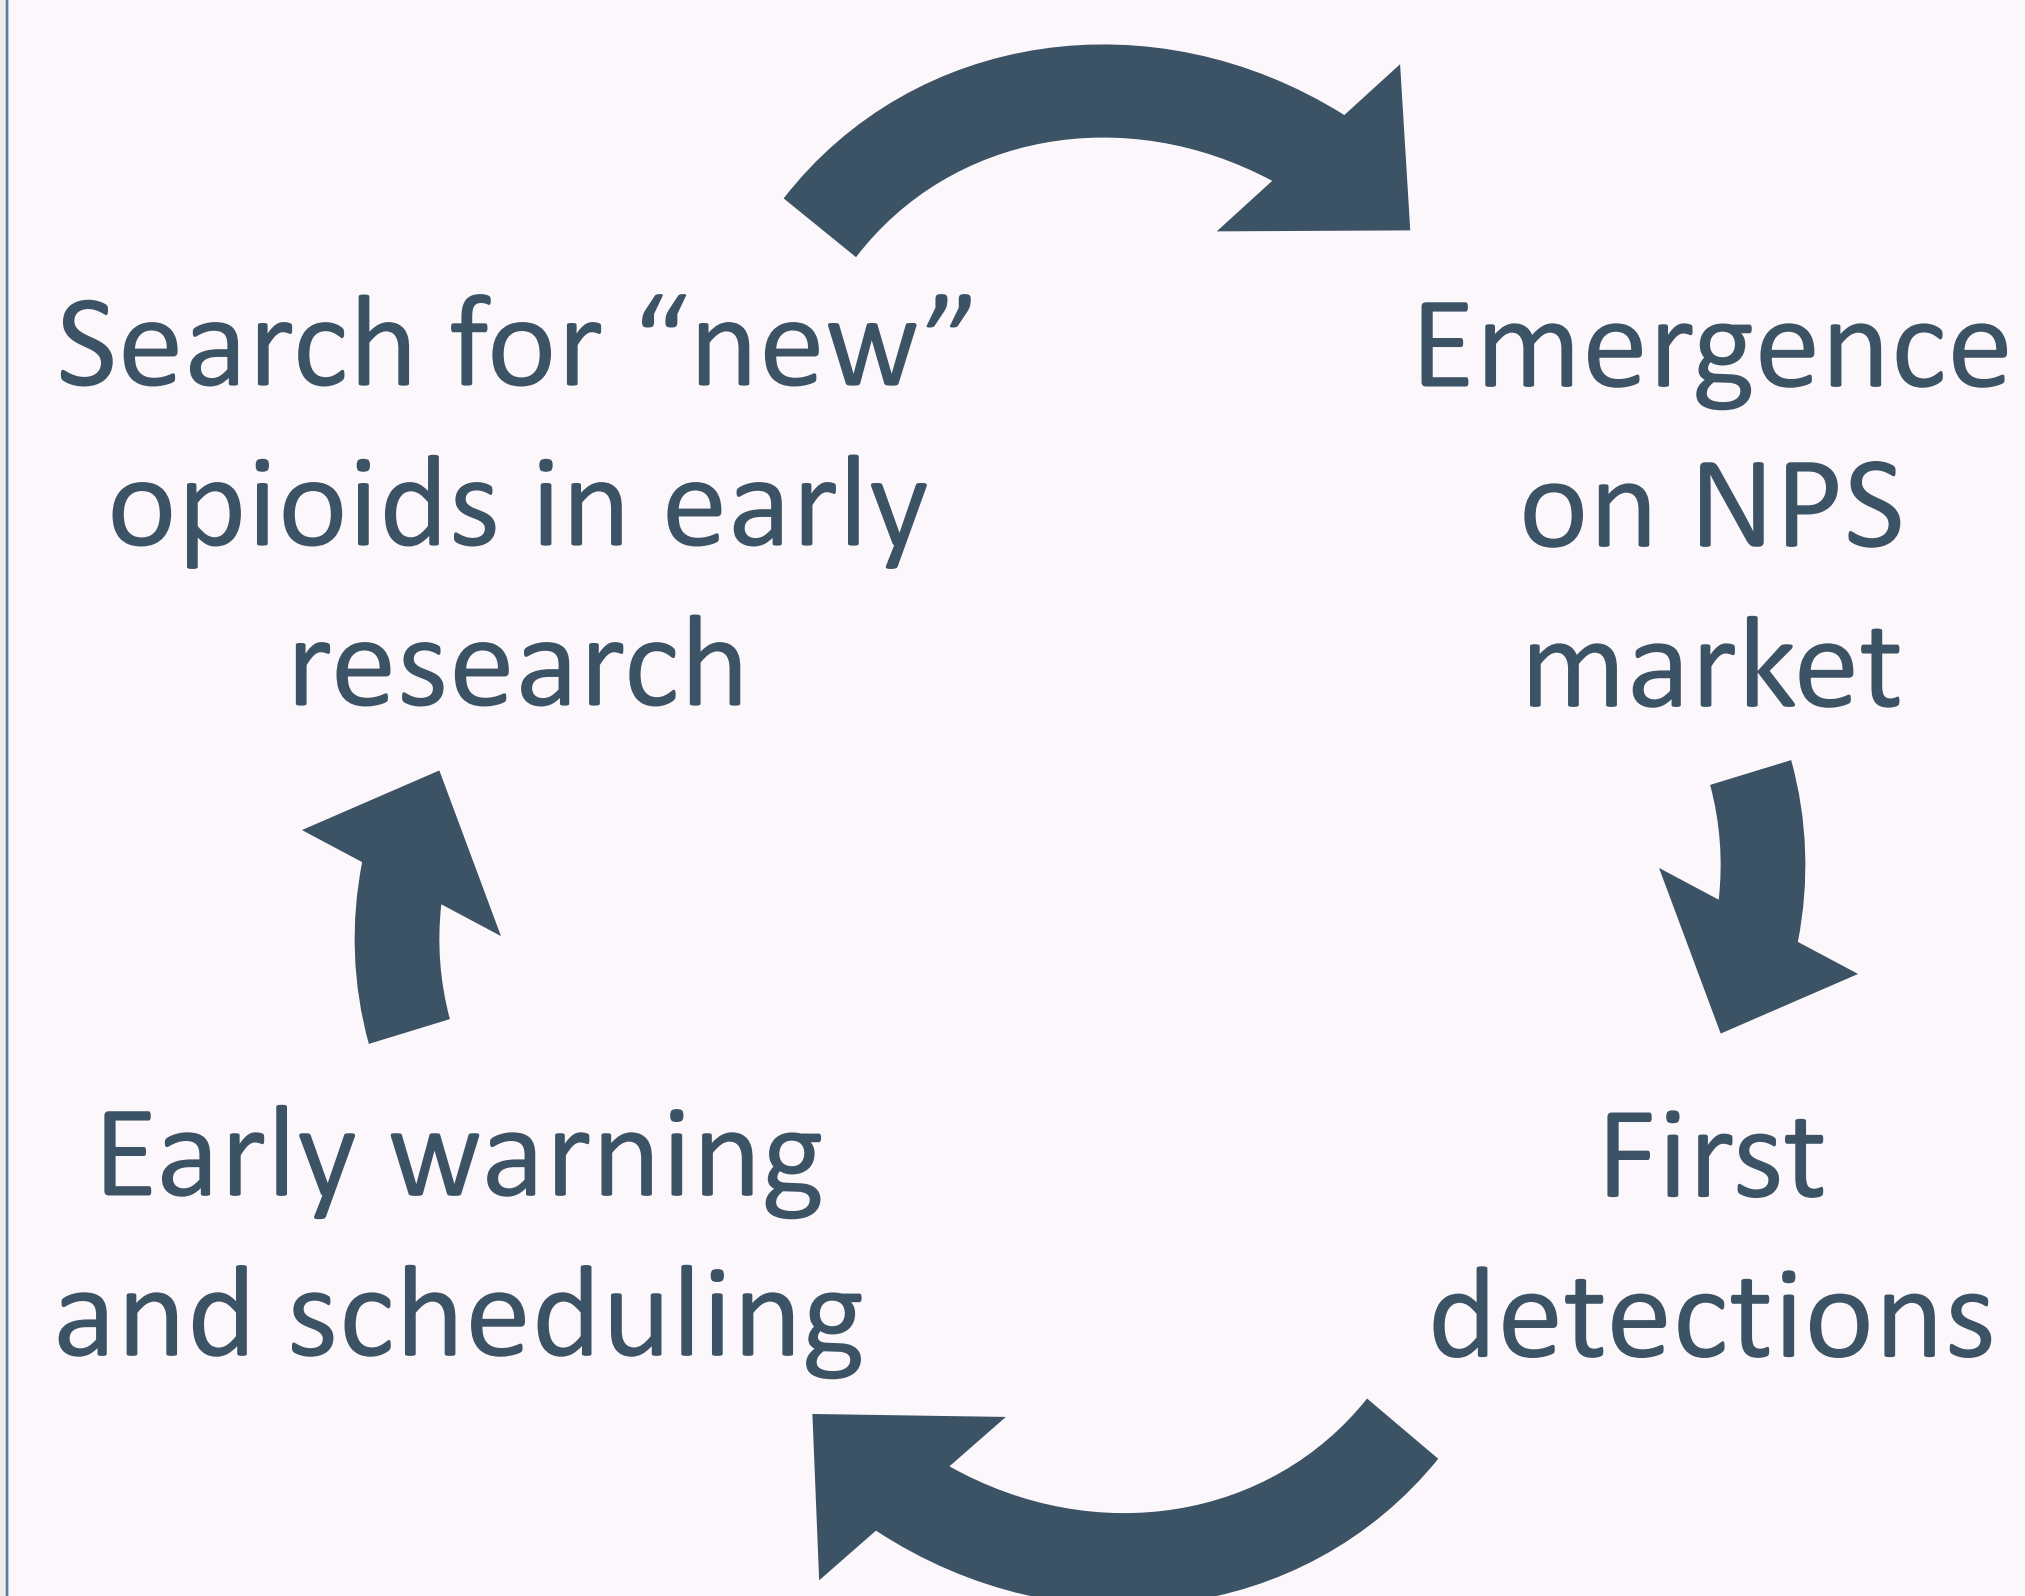 Search for “new”
opioids in early
research
Emergence
on NPS
market
First
detections
Early warning
and scheduling